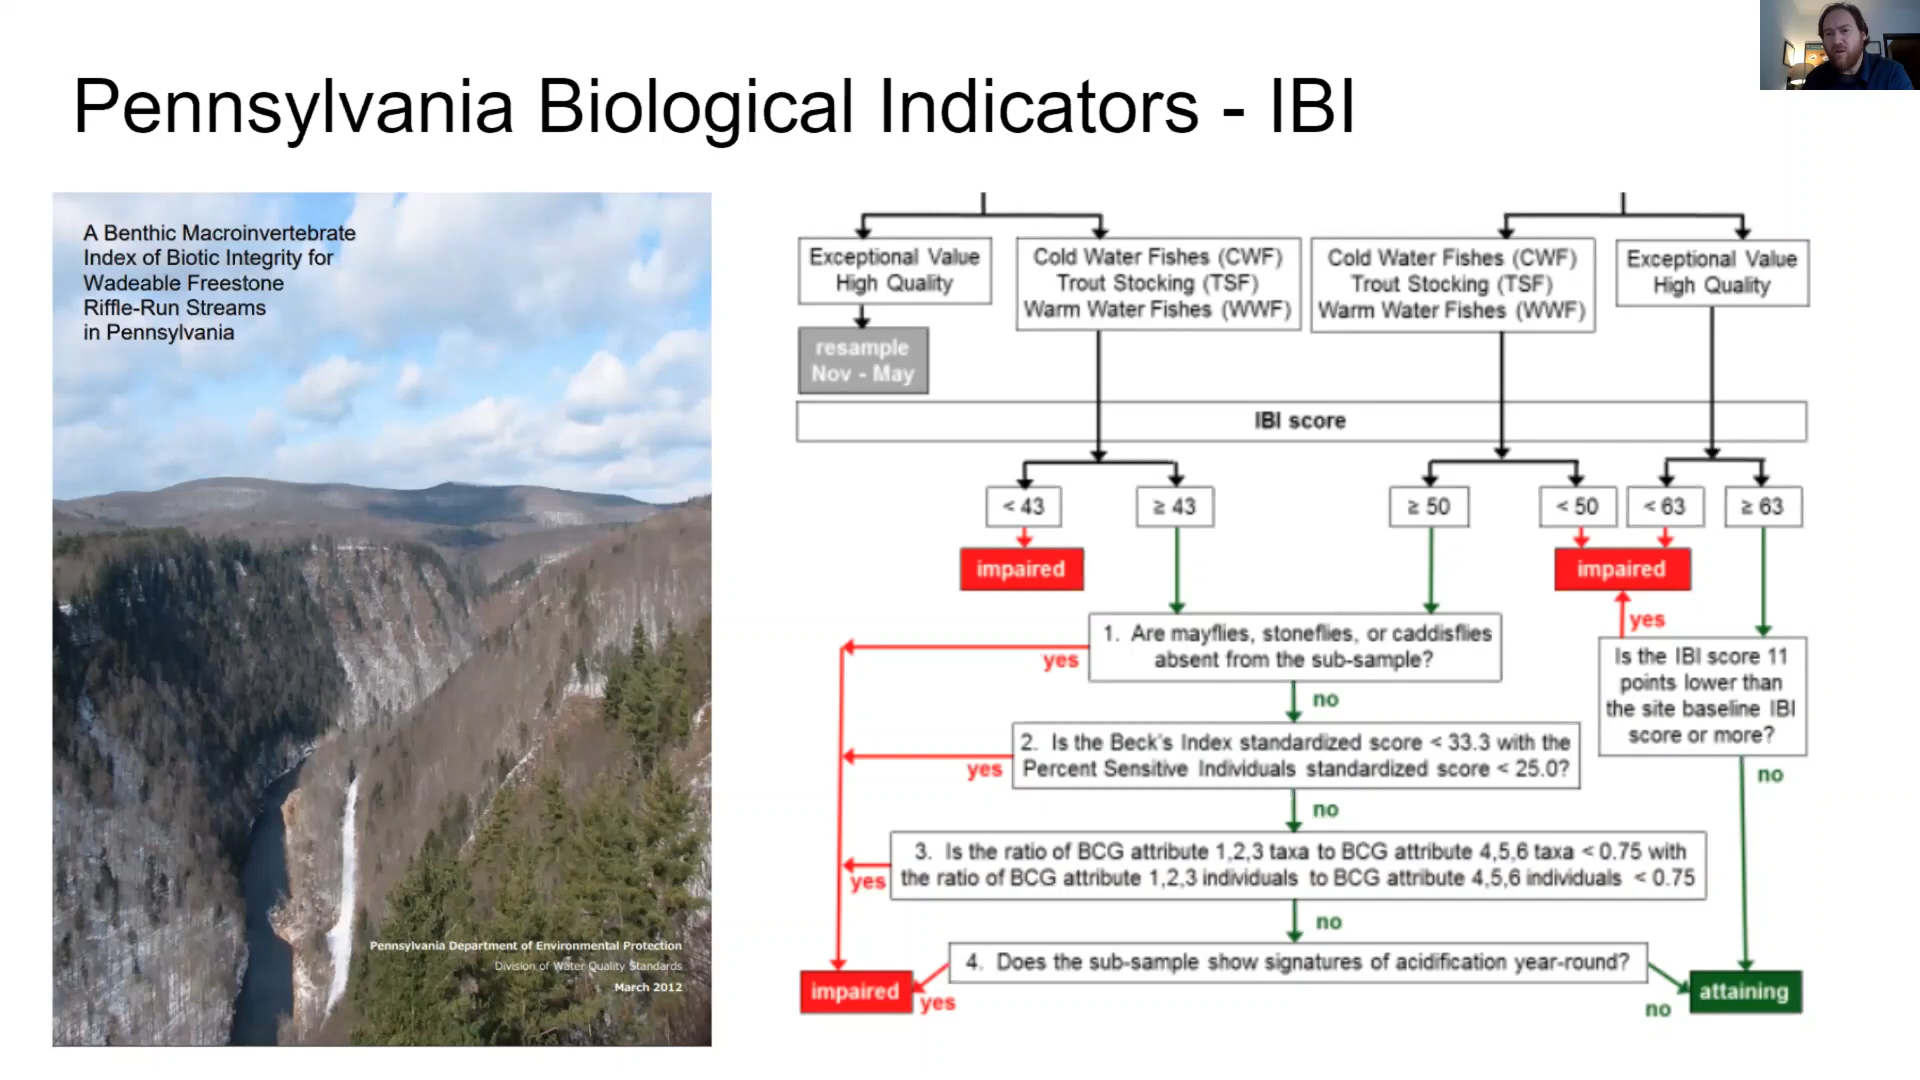 Pennsylvania Biological Indicators - IBI
A Benthic Macroinvertebrate
Index of Biotic Integrity for
Wadeable Freestone
Riffle-Run Streams
in Pennsylvania
Pennsylvania Department of Environmental Protection
Division of Water Quality Standards
March 2012
Exceptional Value
High Quality
Cold Water Fishes (CWF)
Trout Stocking (TSF)
Warm Water Fishes (WWF)
Cold Water Fishes (CWF)
Trout Stocking (TSF)
Warm Water Fishes (WWF)
Exceptional Value
High Quality
resample
Nov - May
IBI score
< 43
≥ 43
≥ 50
< 50
< 63
≥ 63
impaired
impaired
1. Are mayflies, stoneflies, or caddisflies
absent from the sub-sample?
yes
no
yes
Is the IBI score 11
points lower than
the site baseline IBI
score or more?
no
2. Is the Beck's Index standardized score < 33.3 with the
Percent Sensitive Individuals standardized score < 25.0?
yes
no
3. Is the ratio of BCG attribute 1,2,3 taxa to BCG attribute 4,5,6 taxa < 0.75 with
the ratio of BCG attribute 1,2,3 individuals to BCG attribute 4,5,6 individuals < 0.75
yes
no
4. Does the sub-sample show signatures of acidification year-round?
impaired
yes
no
attaining